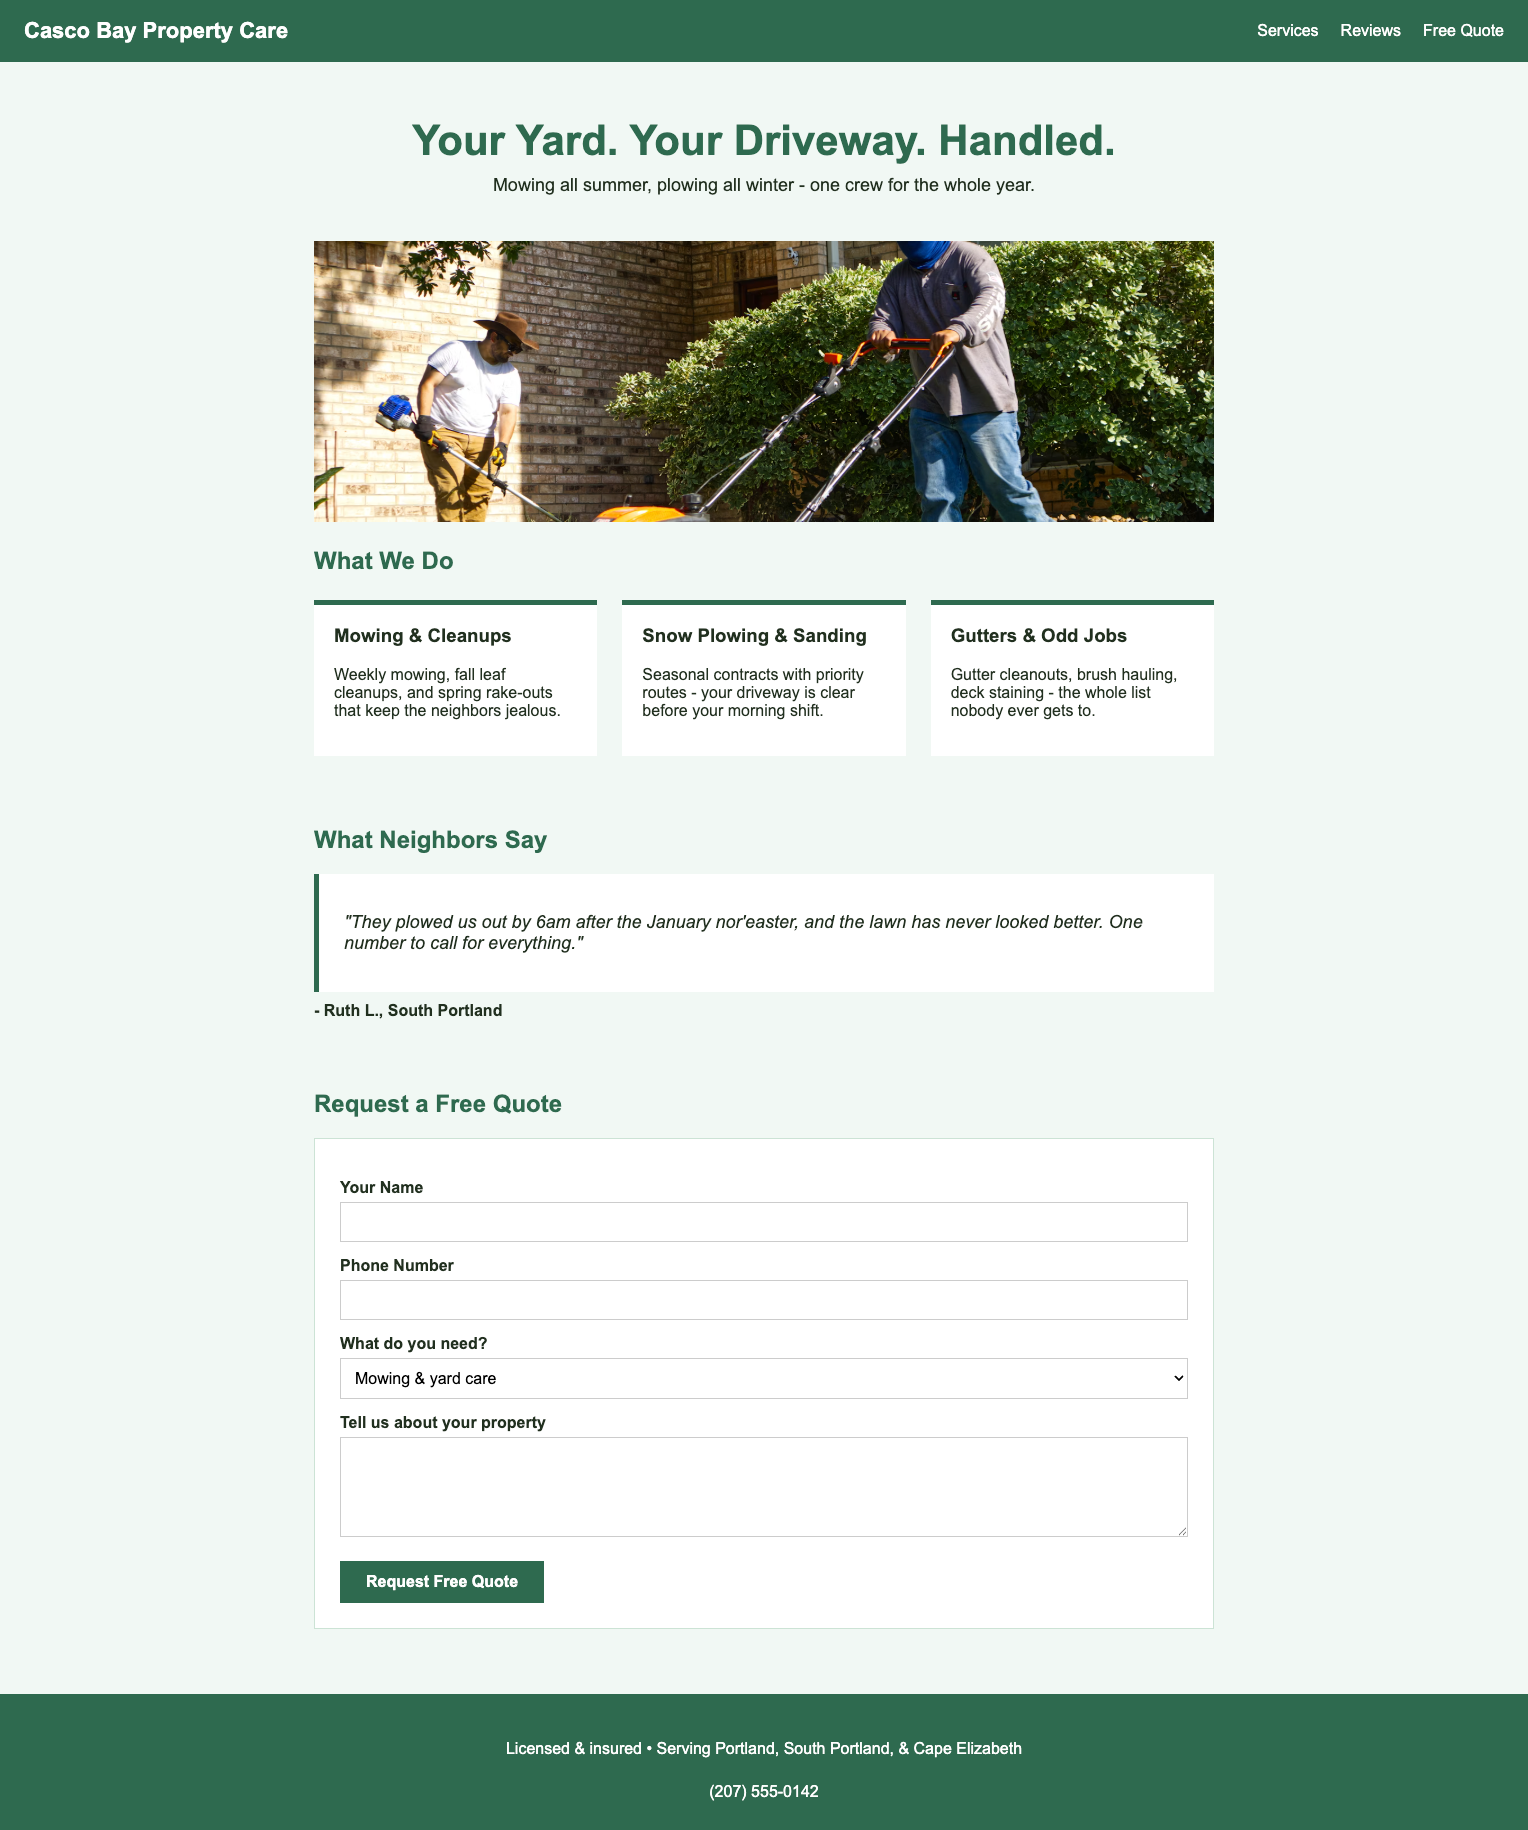 Casco Bay Property Care
Services Reviews Free Quote
Your Yard. Your Driveway. Handled.
Mowing all summer, plowing all winter - one crew for the whole year.
What We Do
Mowing & Cleanups
Weekly mowing, fall leaf
cleanups, and spring rake-outs
that keep the neighbors jealous.
Snow Plowing & Sanding
Seasonal contracts with priority
routes - your driveway is clear
before your morning shift.
Gutters & Odd Jobs
Gutter cleanouts, brush hauling,
deck staining - the whole list
nobody ever gets to.
What Neighbors Say
"They plowed us out by 6am after the January nor'easter, and the lawn has never looked better. One
number to call for everything."
- Ruth L., South Portland
Request a Free Quote
Your Name
Phone Number
What do you need?
Mowing & yard care
Tell us about your property
Request Free Quote
Licensed & insured • Serving Portland, South Portland, & Cape Elizabeth
(207) 555-0142